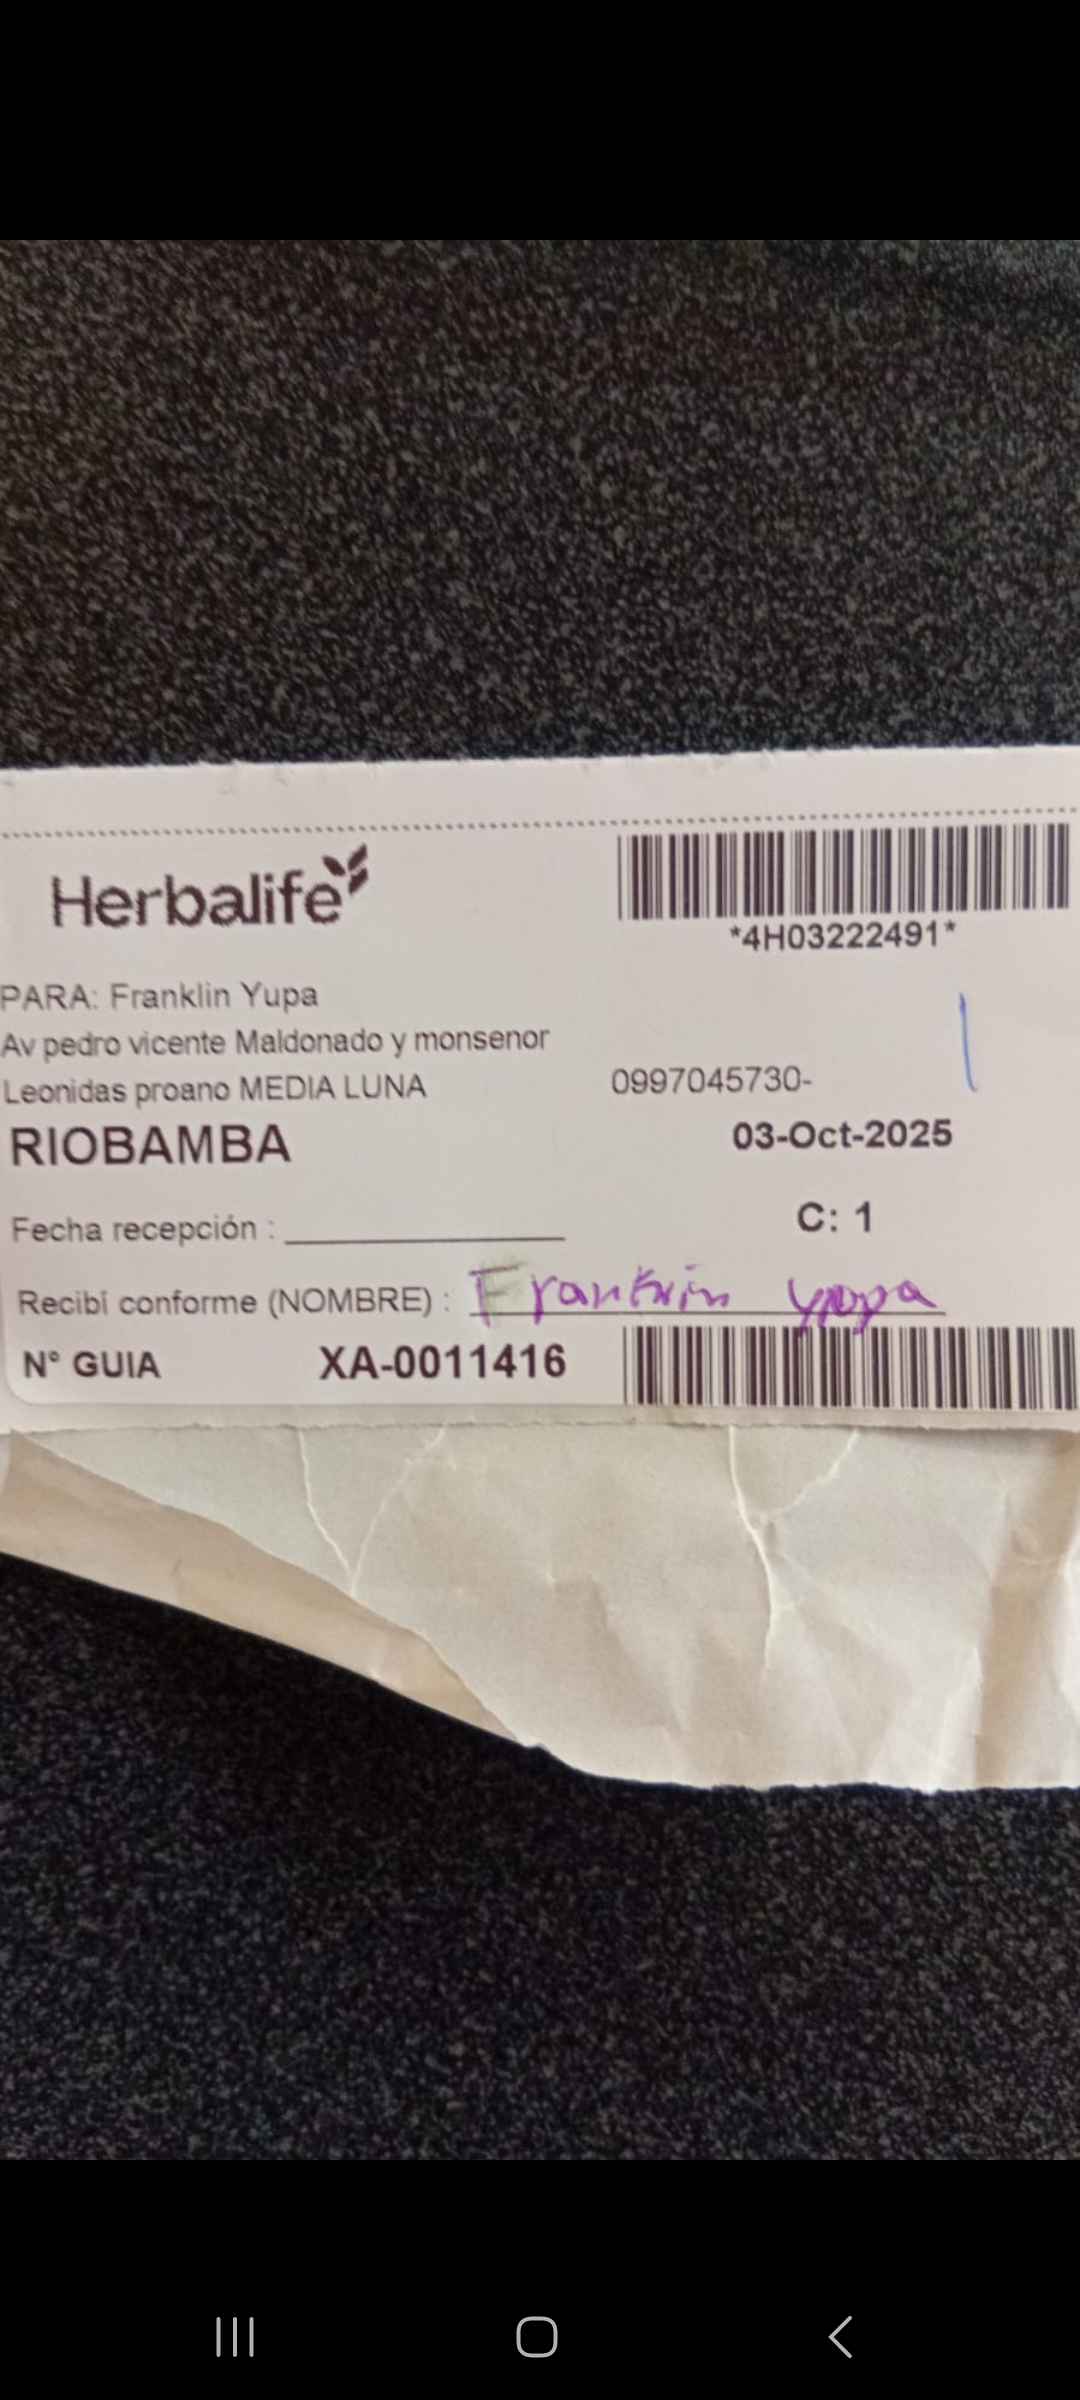 Herbalife
*4H03222491*
PARA: Franklin Yupa
Av pedro vicente Maldonado y monsenor
Leonidas proano MEDIA LUNA 0997045730-
RIOBAMBA 03-Oct-2025
Fecha recepción : C: 1
Recibí conforme (NOMBRE) : Franklin yupa
N° GUIA XA-0011416